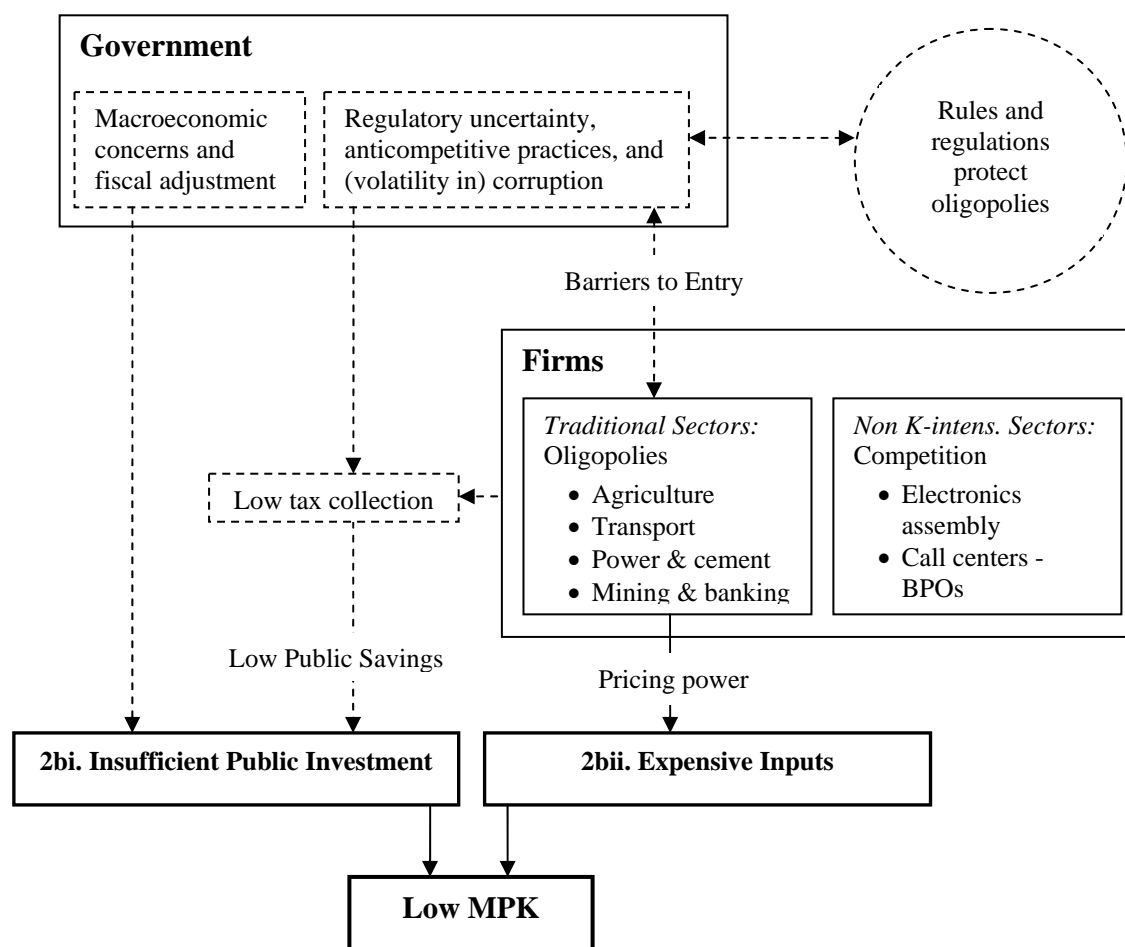 Government
Macroeconomic
concerns and
fiscal adjustment
Regulatory uncertainty,
anticompetitive practices, and
(volatility in) corruption
Rules and
regulations
protect
oligopolies
Barriers to Entry
Firms
Traditional Sectors:
Oligopolies
• Agriculture
• Transport
• Power & cement
• Mining & banking
Non K-intens. Sectors:
Competition
• Electronics
assembly
• Call centers -
BPOs
Low tax collection
Low Public Savings
Pricing power
2bi. Insufficient Public Investment
2bii. Expensive Inputs
Low MPK